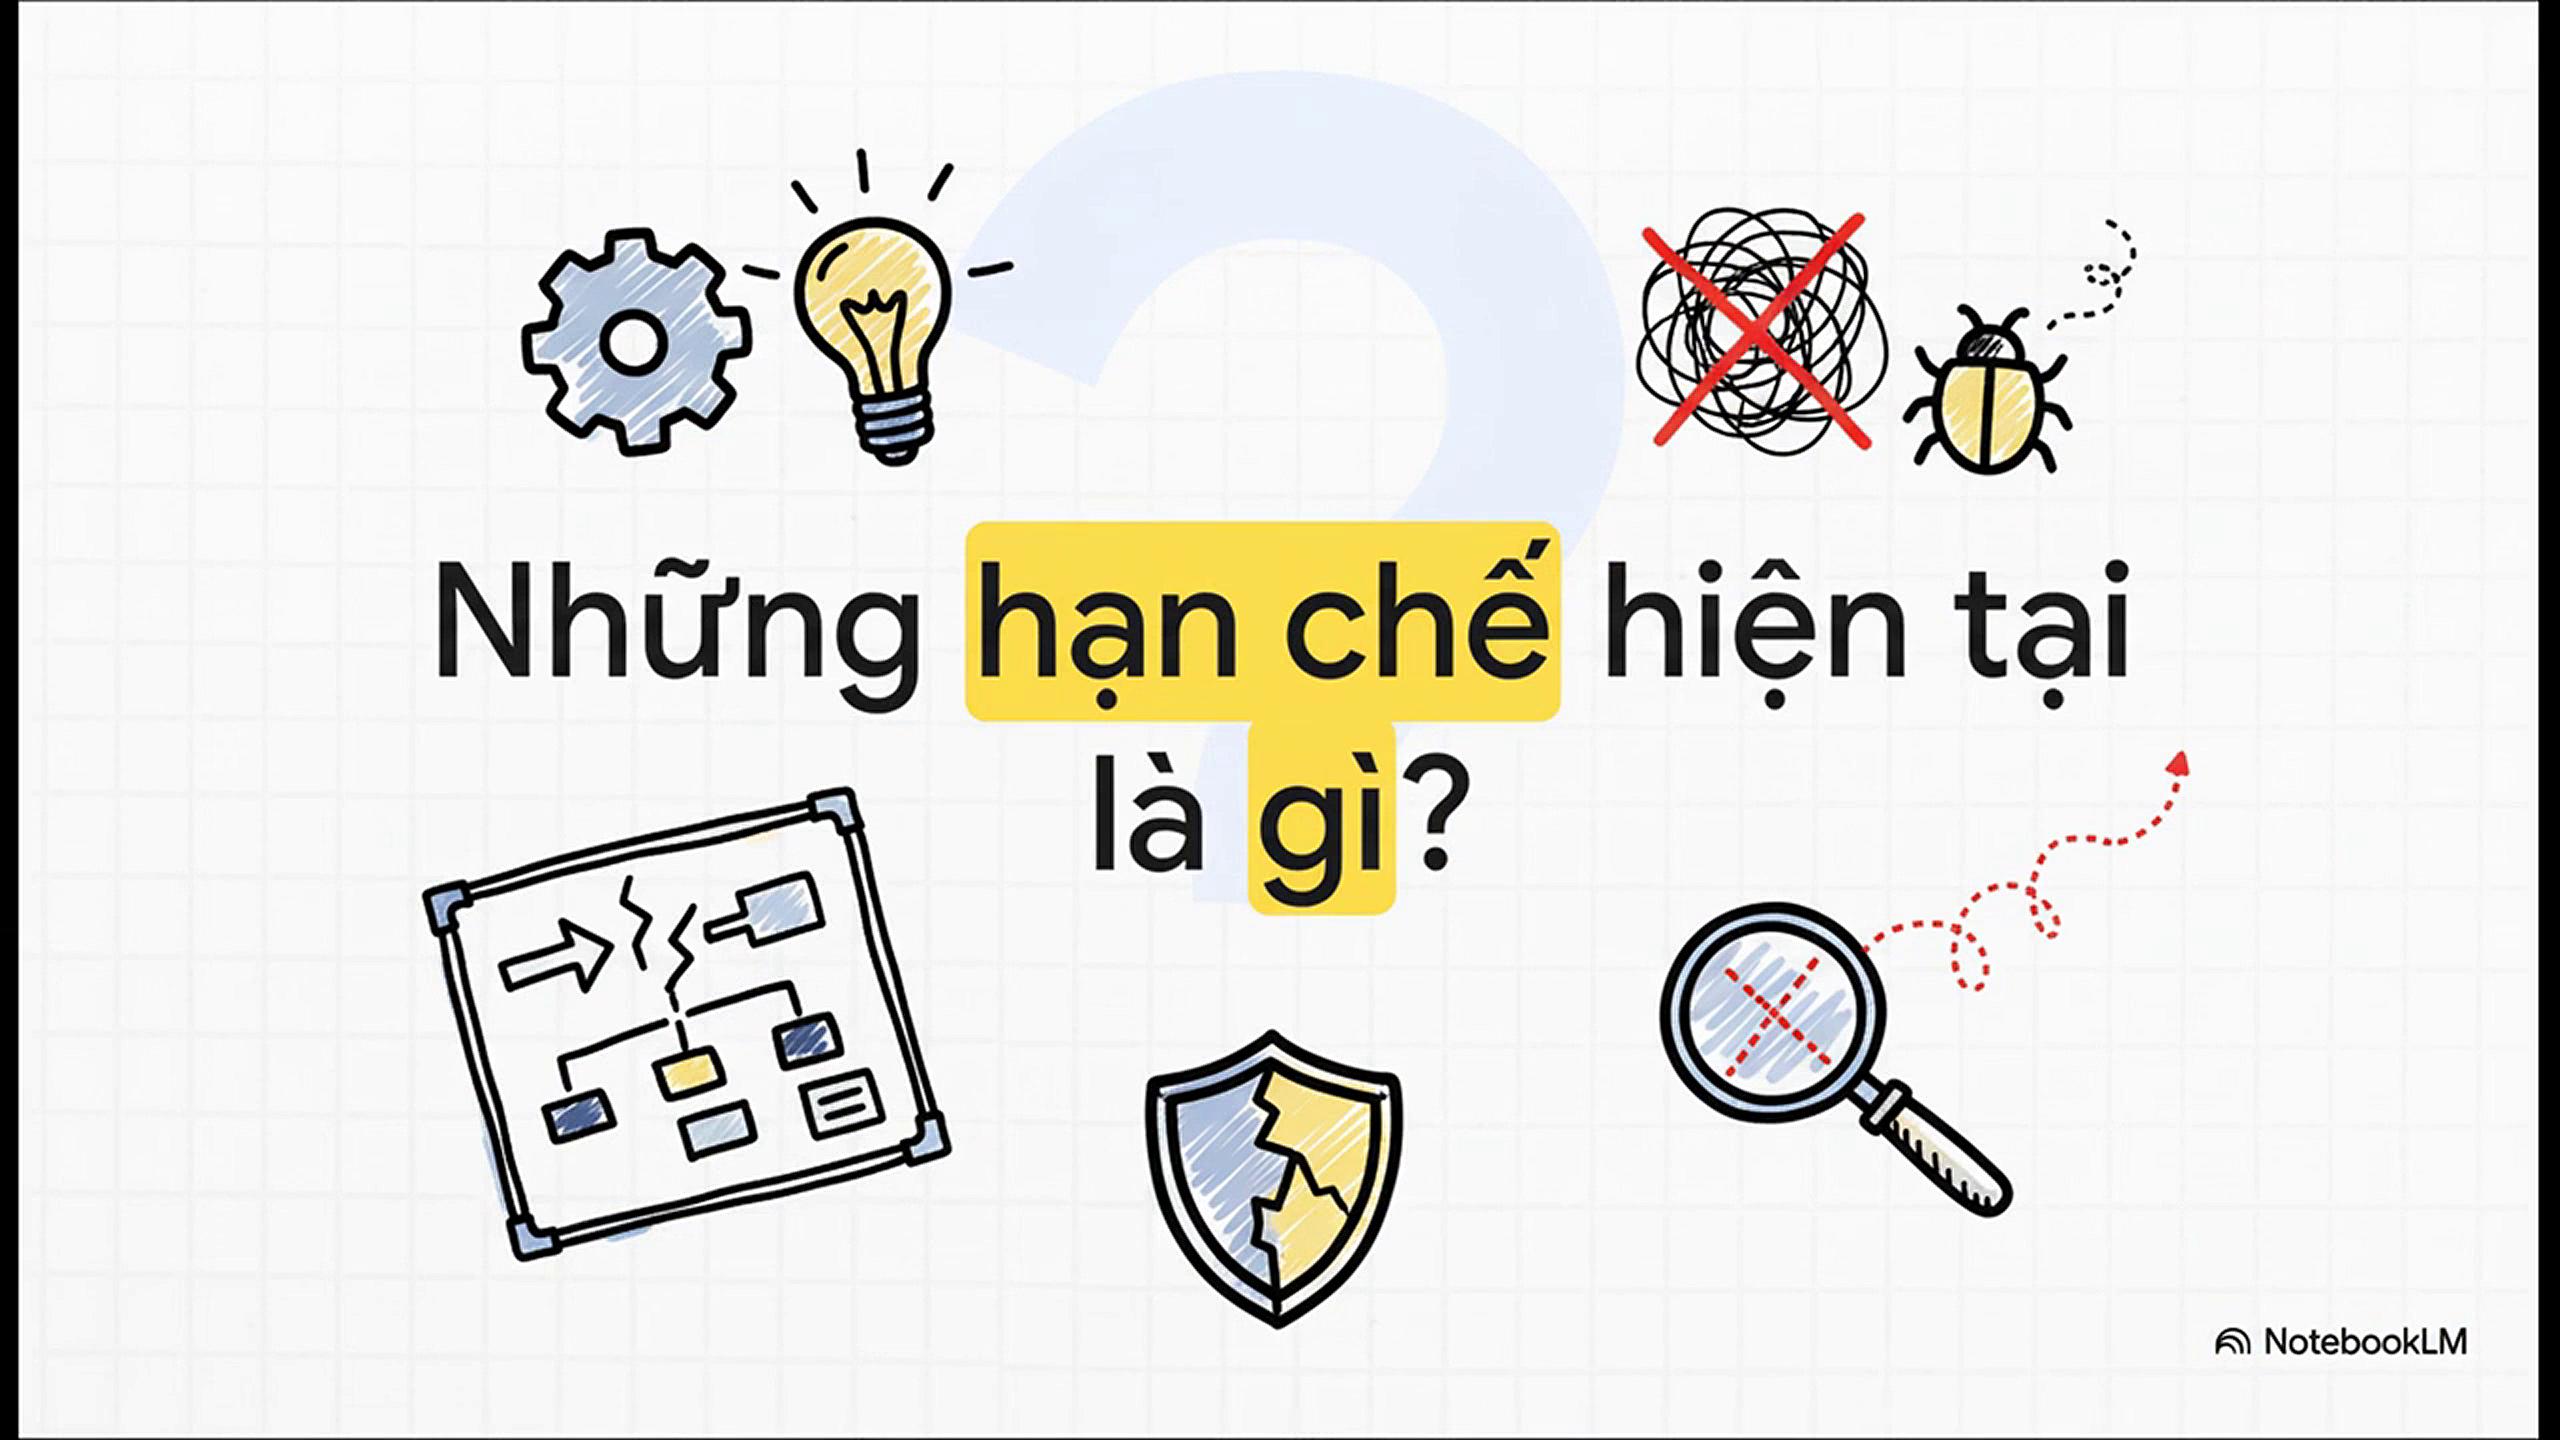 Những hạn chế hiện tại
là gì?
NotebookLM